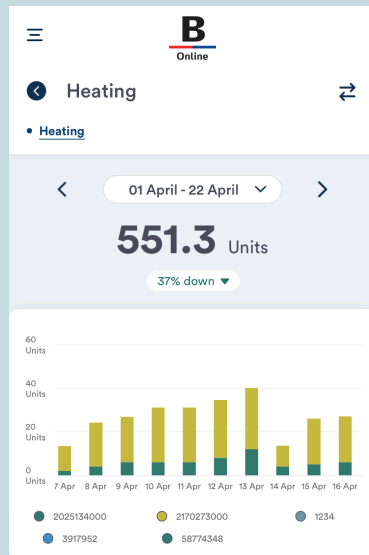 B
Online
Heating
Heating
01 April - 22 April
551.3 Units
37% down
60
Units
40
Units
20
Units
0
Units
7 Apr 8 Apr 9 Apr 10 Apr 11 Apr 12 Apr 13 Apr 14 Apr 15 Apr 16 Apr
2025134000 2170273000 1234
3917952 58774348